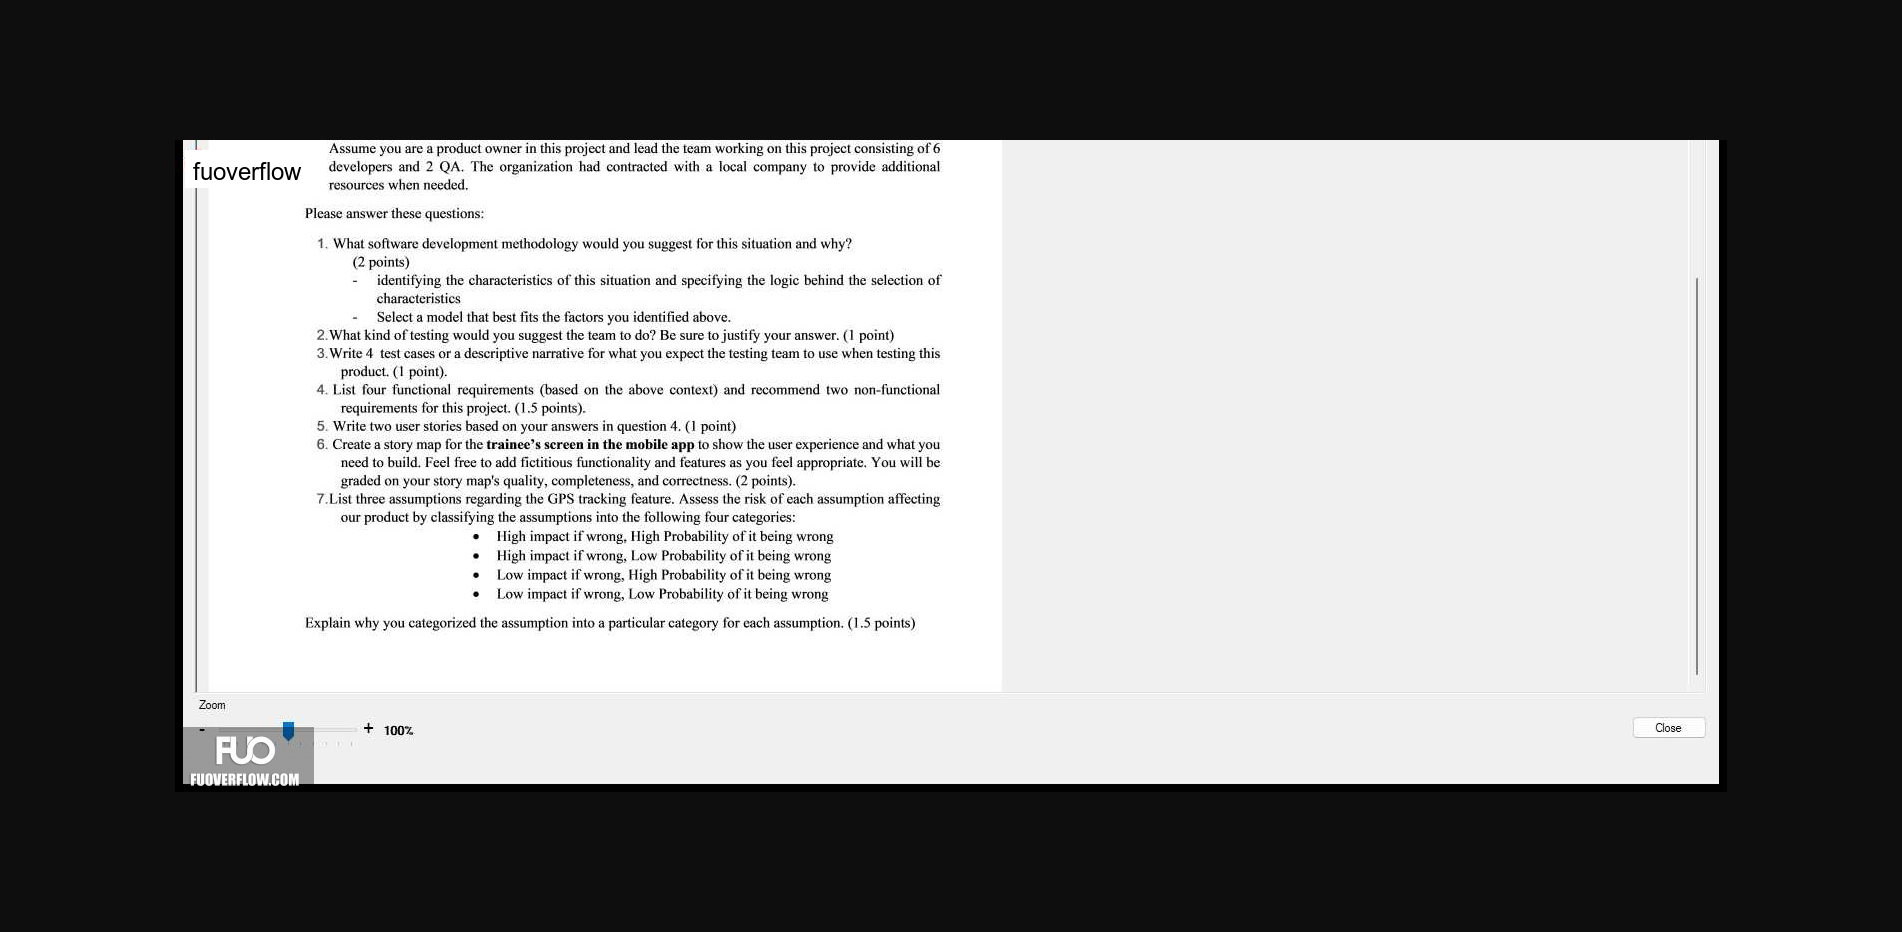 Assume you are a product owner in this project and lead the team working on this project consisting of 6
fuoverflow
developers and 2 QA. The organization had contracted with a local company to provide additional
resources when needed.
Please answer these questions:
1. What software development methodology would you suggest for this situation and why?
(2 points)
- identifying the characteristics of this situation and specifying the logic behind the selection of
characteristics
- Select a model that best fits the factors you identified above.
2.What kind of testing would you suggest the team to do? Be sure to justify your answer. (1 point)
3.Write 4 test cases or a descriptive narrative for what you expect the testing team to use when testing this
product. (1 point).
4. List four functional requirements (based on the above context) and recommend two non-functional
requirements for this project. (1.5 points).
5. Write two user stories based on your answers in question 4. (1 point)
6. Create a story map for the trainee's screen in the mobile app to show the user experience and what you
need to build. Feel free to add fictitious functionality and features as you feel appropriate. You will be
graded on your story map's quality, completeness, and correctness. (2 points).
7.List three assumptions regarding the GPS tracking feature. Assess the risk of each assumption affecting
our product by classifying the assumptions into the following four categories:
• High impact if wrong, High Probability of it being wrong
• High impact if wrong, Low Probability of it being wrong
• Low impact if wrong, High Probability of it being wrong
• Low impact if wrong, Low Probability of it being wrong
Explain why you categorized the assumption into a particular category for each assumption. (1.5 points)
Zoom
- + 100%
Close
FUO
FUOVERFLOW.COM